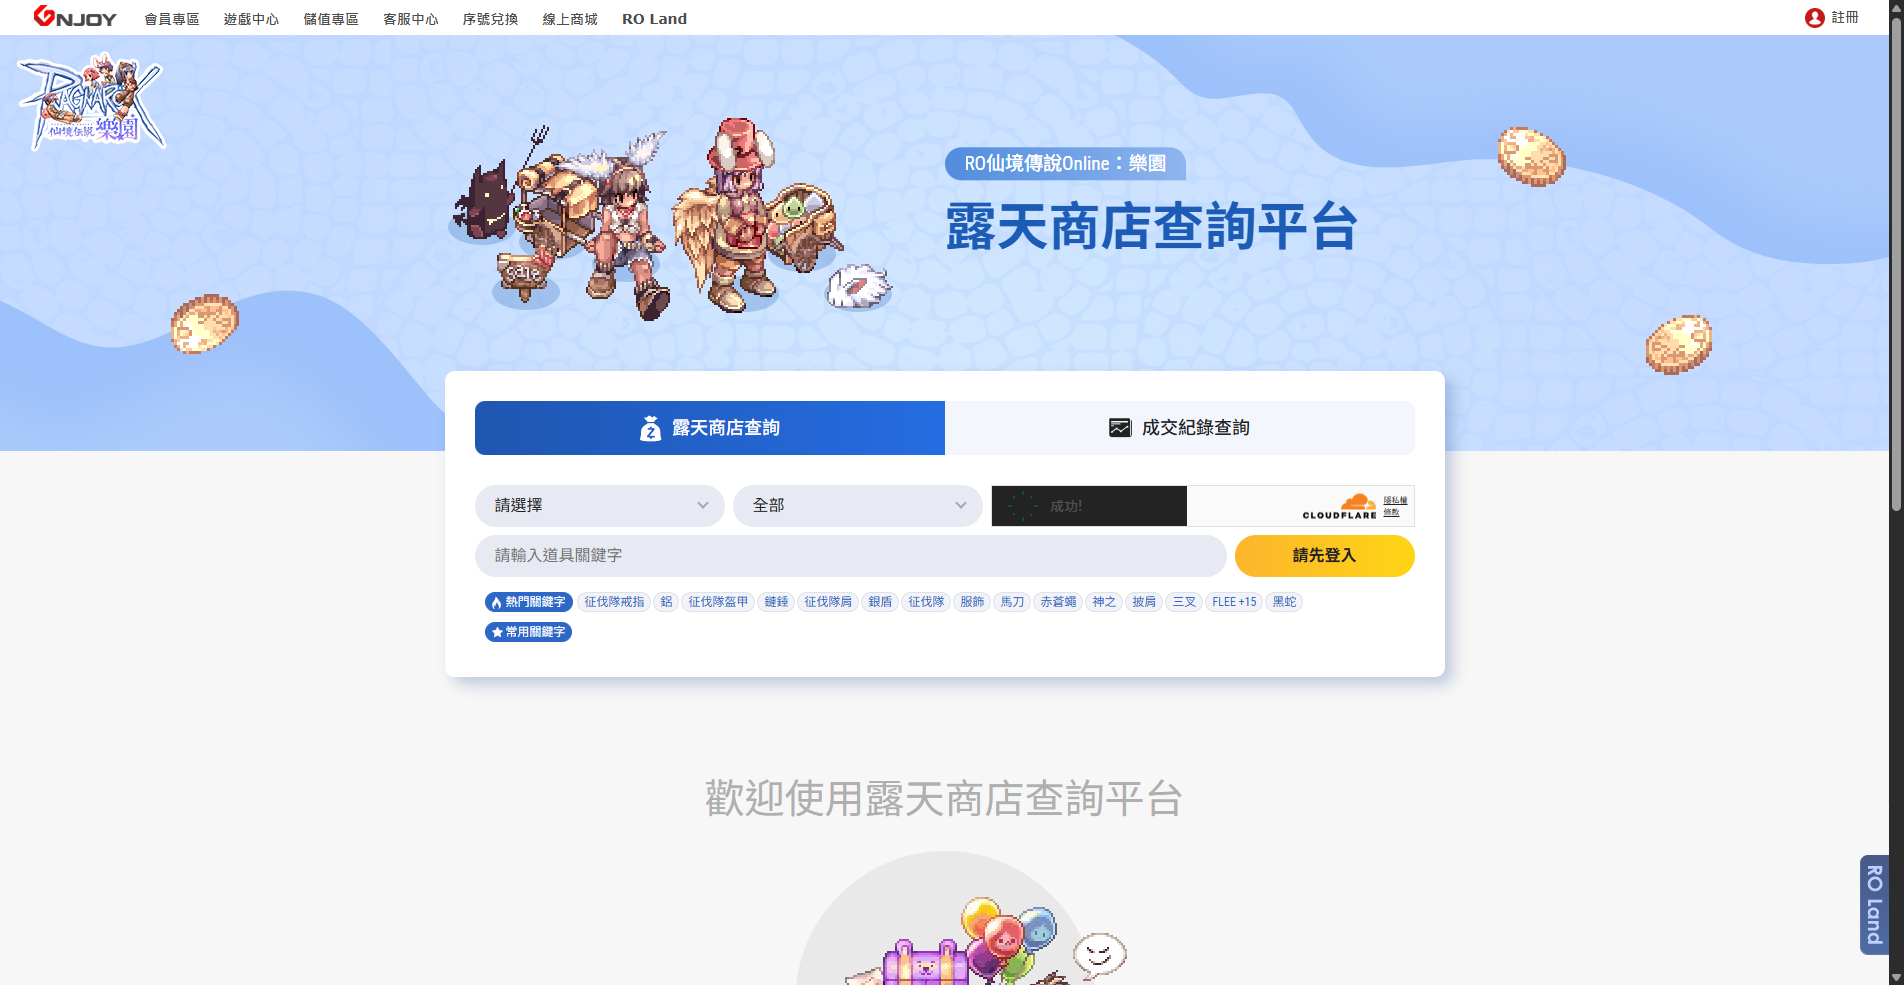 GNJOY 會員專區 遊戲中心 儲值專區 客服中心 序號兌換 線上商城 RO Land 註冊
RAGNAROK
仙境伝説 樂園
RO仙境傳說Online：樂園
露天商店查詢平台
Sale
露天商店查詢 成交紀錄查詢
請選擇 全部 成功! CLOUDFLARE 隱私權
條款
請輸入道具關鍵字 請先登入
熱門關鍵字 征伐隊戒指 鋁 征伐隊盔甲 鏈錘 征伐隊肩 銀盾 征伐隊 服飾 馬刀 赤蒼蠅 神之 披肩 三叉 FLEE +15 黑蛇
常用關鍵字
歡迎使用露天商店查詢平台
RO Land